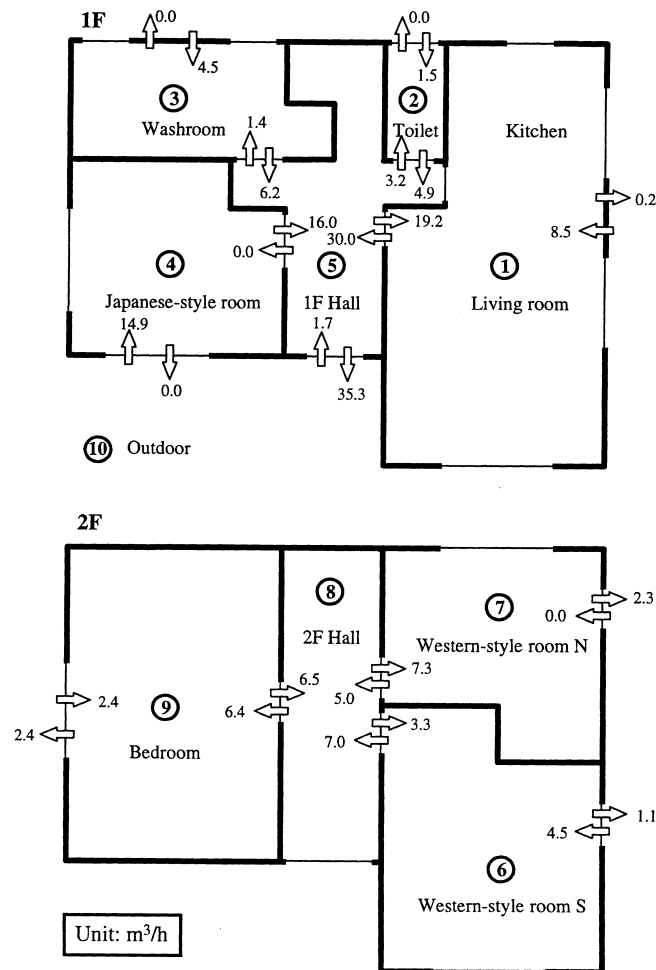 1F
0.0
4.5
0.0
1.5
3
Washroom
2
Toilet
Kitchen
1.4
6.2
3.2
4.9
0.2
8.5
16.0
0.0
19.2
30.0
4
Japanese-style room
5
1F Hall
1
Living room
14.9
0.0
1.7
35.3
10 Outdoor
2F
8
2F Hall
7
Western-style room N
2.3
0.0
7.3
5.0
6.5
6.4
9
Bedroom
2.4
2.4
3.3
7.0
1.1
4.5
6
Western-style room S
Unit: m³/h